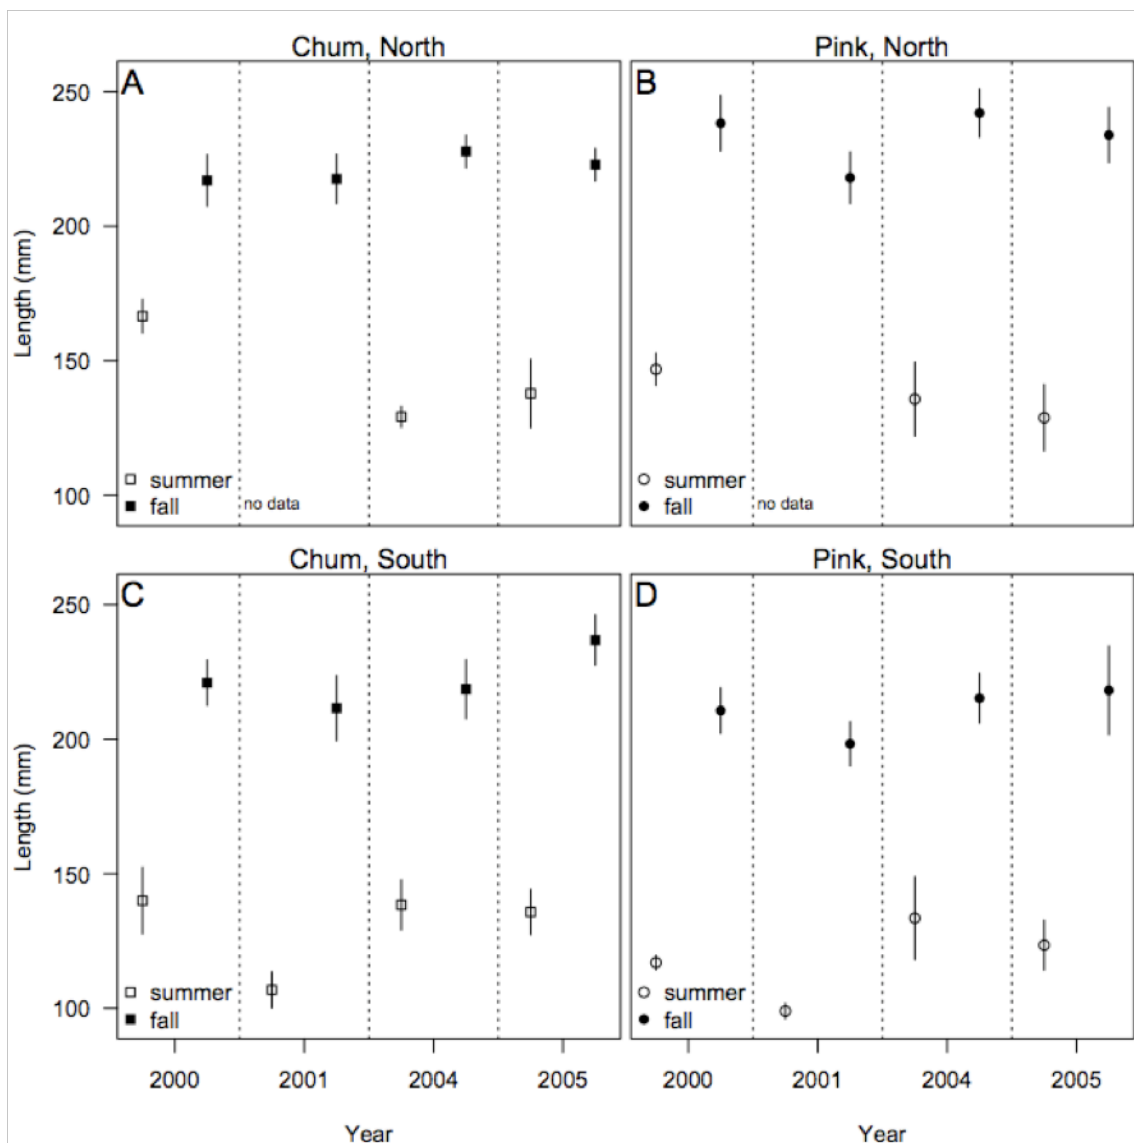 Chum, North
Pink, North
A
B
250
200
150
100
Length (mm)
summer
fall
no data
summer
fall
no data
Chum, South
Pink, South
C
D
250
200
150
100
Length (mm)
summer
fall
summer
fall
2000 2001 2004 2005
2000 2001 2004 2005
Year
Year